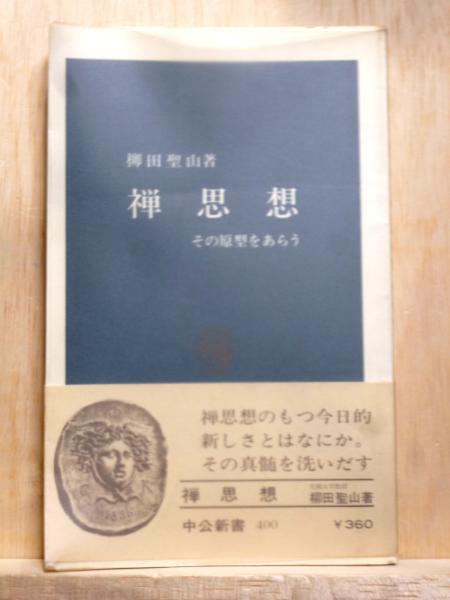 柳田聖山著
禅思想
その原型をあらう
禅思想のもつ今日的
新しさとはなにか。
その真髄を洗いだす
禅思想
柳田聖山著
中公新書 400
¥360